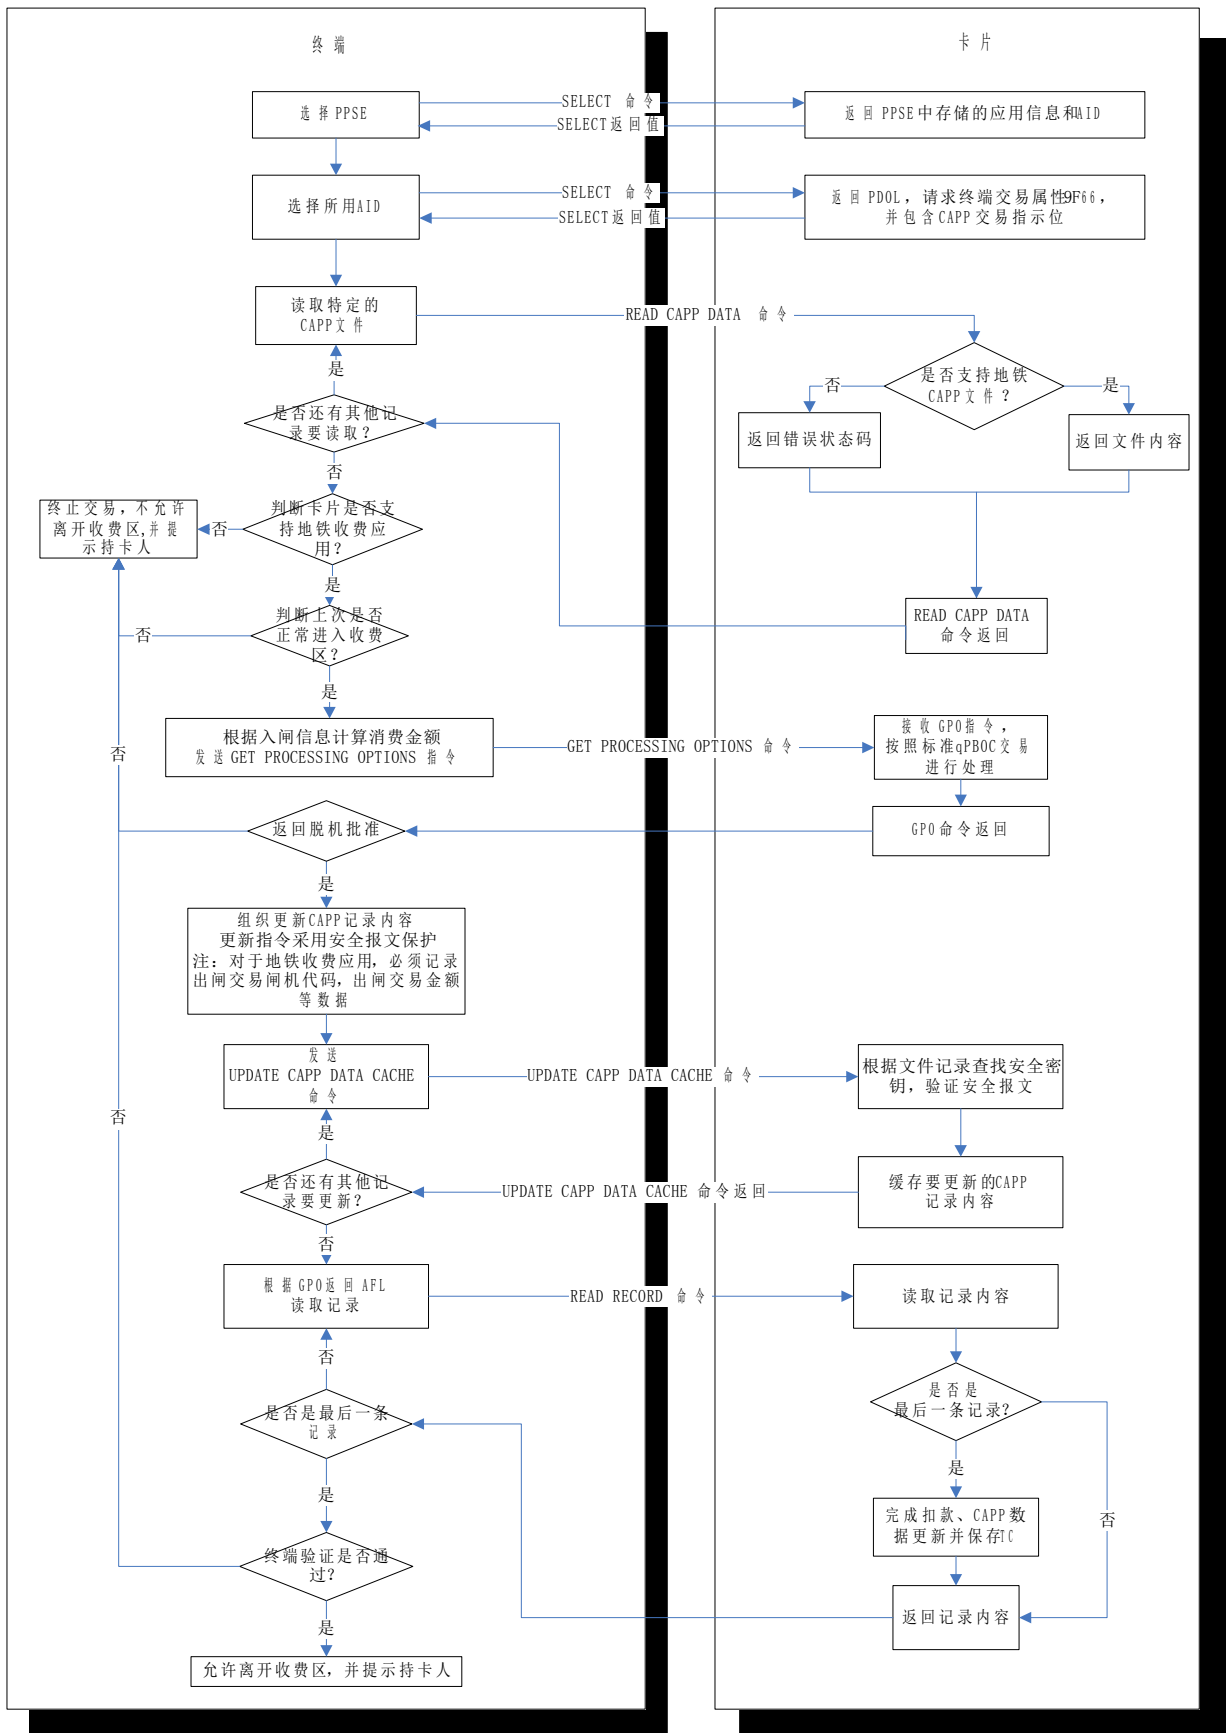 终端
卡片
选择PPSE
SELECT 命令
SELECT返回值
返回PPSE中存储的应用信息和AID
选择所用AID
SELECT 命令
SELECT返回值
返回PDOL，请求终端交易属性9F66，
并包含CAPP交易指示位
读取特定的
CAPP文件
READ CAPP DATA 命令
是否支持地铁
CAPP文件？
否
是
返回错误状态码
返回文件内容
是
是否还有其他记
录要读取？
否
判断卡片是否支
持地铁收费应
用？
否
终止交易，不允许
离开收费区,并提
示持卡人
是
READ CAPP DATA
命令返回
判断上次是否
正常进入收费
区？
否
是
根据入闸信息计算消费金额
发送GET PROCESSING OPTIONS 指令
GET PROCESSING OPTIONS 命令
接收GPO指令，
按照标准qPBOC交易
进行处理
否
返回脱机批准
GPO命令返回
是
组织更新CAPP记录内容
更新指令采用安全报文保护
注：对于地铁收费应用，必须记录
出闸交易闸机代码，出闸交易金额
等数据
发送
UPDATE CAPP DATA CACHE
命令
UPDATE CAPP DATA CACHE 命令
根据文件记录查找安全密
钥，验证安全报文
否
是
是否还有其他记
录要更新？
UPDATE CAPP DATA CACHE 命令返回
缓存要更新的CAPP
记录内容
否
根据GPO返回AFL
读取记录
READ RECORD 命令
读取记录内容
否
是否是最后一条
记录
是否是
最后一条记录?
是
是
完成扣款、CAPP数
据更新并保存TC
否
终端验证是否通
过？
返回记录内容
是
允许离开收费区，并提示持卡人